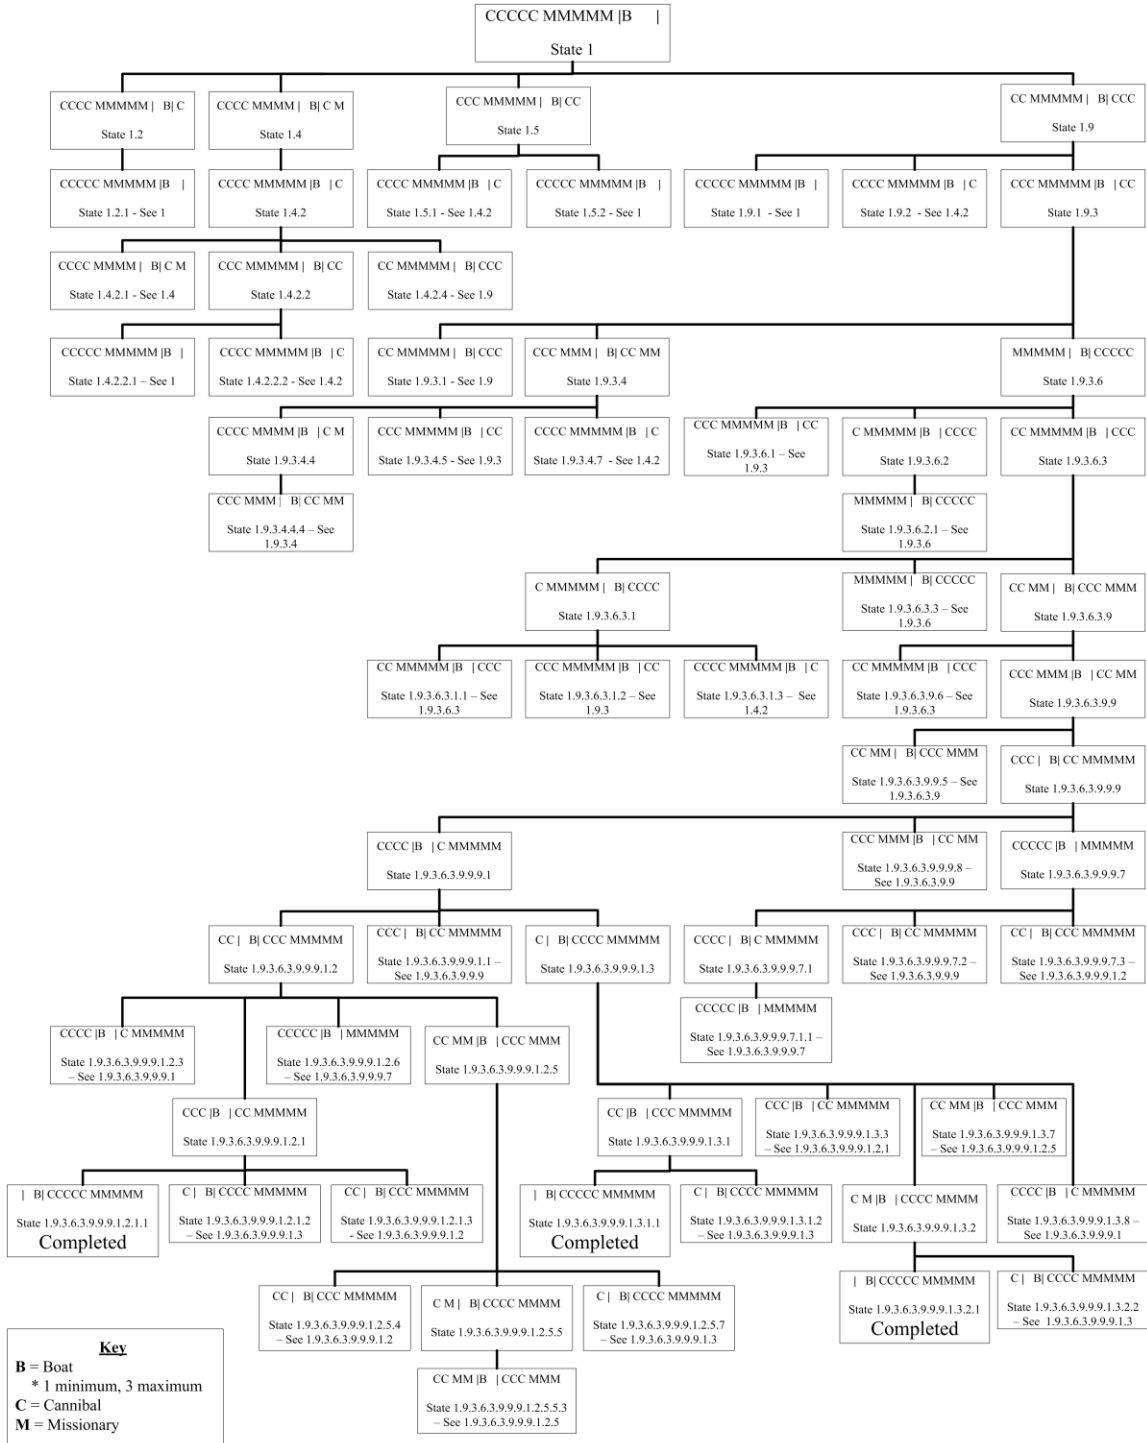 CCCCC MMMMM |B |
State 1
CCCC MMMMM | B| C
State 1.2
CCCC MMMM | B| C M
State 1.4
CCC MMMMM | B| CC
State 1.5
CC MMMMM | B| CCC
State 1.9
CCCCC MMMMM |B |
State 1.2.1 - See 1
CCCC MMMMM |B | C
State 1.4.2
CCCC MMMMM |B | C
State 1.5.1 - See 1.4.2
CCCCC MMMMM |B |
State 1.5.2 - See 1
CCCCC MMMMM |B |
State 1.9.1 - See 1
CCCC MMMMM |B | C
State 1.9.2 - See 1.4.2
CCC MMMMM |B | CC
State 1.9.3
CCCC MMMM | B| C M
State 1.4.2.1 - See 1.4
CCC MMMMM | B| CC
State 1.4.2.2
CC MMMMM | B| CCC
State 1.4.2.4 - See 1.9
CCCCC MMMMM |B |
State 1.4.2.2.1 – See 1
CCCC MMMMM |B | C
State 1.4.2.2.2 - See 1.4.2
CC MMMMM | B| CCC
State 1.9.3.1 - See 1.9
CCC MMM | B| CC MM
State 1.9.3.4
MMMMM | B| CCCCC
State 1.9.3.6
CCCC MMMM |B | C M
State 1.9.3.4.4
CCC MMMMM |B | CC
State 1.9.3.4.5 - See 1.9.3
CCCC MMMMM |B | C
State 1.9.3.4.7 - See 1.4.2
CCC MMMMM |B | CC
State 1.9.3.6.1 – See
1.9.3
C MMMMM |B | CCCC
State 1.9.3.6.2
CC MMMMM |B | CCC
State 1.9.3.6.3
CCC MMM | B| CC MM
State 1.9.3.4.4.4 – See
1.9.3.4
MMMMM | B| CCCCC
State 1.9.3.6.2.1 – See
1.9.3.6
C MMMMM | B| CCCC
State 1.9.3.6.3.1
MMMMM | B| CCCCC
State 1.9.3.6.3.3 – See
1.9.3.6
CC MM | B| CCC MMM
State 1.9.3.6.3.9
CC MMMMM |B | CCC
State 1.9.3.6.3.1.1 – See
1.9.3.6.3
CCC MMMMM |B | CC
State 1.9.3.6.3.1.2 – See
1.9.3
CCCC MMMMM |B | C
State 1.9.3.6.3.1.3 – See
1.4.2
CC MMMMM |B | CCC
State 1.9.3.6.3.9.6 – See
1.9.3.6.3
CCC MMM |B | CC MM
State 1.9.3.6.3.9.9
CC MM | B| CCC MMM
State 1.9.3.6.3.9.9.5 – See
1.9.3.6.3.9
CCC | B| CC MMMMM
State 1.9.3.6.3.9.9.9
CCCC |B | C MMMMM
State 1.9.3.6.3.9.9.9.1
CCC MMM |B | CC MM
State 1.9.3.6.3.9.9.9.8 –
See 1.9.3.6.3.9.9
CCCCC |B | MMMMM
State 1.9.3.6.3.9.9.9.7
CC | B| CCC MMMMM
State 1.9.3.6.3.9.9.9.1.2
CCC | B| CC MMMMM
State 1.9.3.6.3.9.9.9.1.1 –
See 1.9.3.6.3.9.9.9
C | B| CCCC MMMMM
State 1.9.3.6.3.9.9.9.1.3
CCCC | B| C MMMMM
State 1.9.3.6.3.9.9.9.7.1
CCC | B| CC MMMMM
State 1.9.3.6.3.9.9.9.7.2
– See 1.9.3.6.3.9.9.9
CC | B| CCC MMMMM
State 1.9.3.6.3.9.9.9.7.3 –
See 1.9.3.6.3.9.9.9.1.2
CCCCC |B | MMMMM
State 1.9.3.6.3.9.9.9.7.1.1 –
See 1.9.3.6.3.9.9.9.7
CCCC |B | C MMMMM
State 1.9.3.6.3.9.9.9.1.2.3
– See 1.9.3.6.3.9.9.9.1
CCCCC |B | MMMMM
State 1.9.3.6.3.9.9.9.1.2.6
– See 1.9.3.6.3.9.9.9.7
CC MM |B | CCC MMM
State 1.9.3.6.3.9.9.9.1.2.5
CCC |B | CC MMMMM
State 1.9.3.6.3.9.9.9.1.2.1
CC |B | CCC MMMMM
State 1.9.3.6.3.9.9.9.1.3.1
CCC |B | CC MMMMM
State 1.9.3.6.3.9.9.9.1.3.3
– See 1.9.3.6.3.9.9.9.1.2.1
CC MM |B | CCC MMM
State 1.9.3.6.3.9.9.9.1.3.7
– See 1.9.3.6.3.9.9.9.1.2.5
| B| CCCCC MMMMM
State 1.9.3.6.3.9.9.9.1.2.1.1
Completed
C | B| CCCC MMMMM
State 1.9.3.6.3.9.9.9.1.2.1.2
– See 1.9.3.6.3.9.9.9.1.3
CC | B| CCC MMMMM
State 1.9.3.6.3.9.9.9.1.2.1.3
- See 1.9.3.6.3.9.9.9.1.2
| B| CCCCC MMMMM
State 1.9.3.6.3.9.9.9.1.3.1.1
Completed
C | B| CCCC MMMMM
State 1.9.3.6.3.9.9.9.1.3.1.2
– See 1.9.3.6.3.9.9.9.1.3
C M |B | CCCC MMMM
State 1.9.3.6.3.9.9.9.1.3.2
CCCC |B | C MMMMM
State 1.9.3.6.3.9.9.9.1.3.8 –
See 1.9.3.6.3.9.9.9.1
CC | B| CCC MMMMM
State 1.9.3.6.3.9.9.9.1.2.5.4
– See 1.9.3.6.3.9.9.9.1.2
C M | B| CCCC MMMM
State 1.9.3.6.3.9.9.9.1.2.5.5
C | B| CCCC MMMMM
State 1.9.3.6.3.9.9.9.1.2.5.7
– See 1.9.3.6.3.9.9.9.1.3
| B| CCCCC MMMMM
State 1.9.3.6.3.9.9.9.1.3.2.1
Completed
C | B| CCCC MMMMM
State 1.9.3.6.3.9.9.9.1.3.2.2
– See 1.9.3.6.3.9.9.9.1.3
CC MM |B | CCC MMM
State 1.9.3.6.3.9.9.9.1.2.5.5.3
– See 1.9.3.6.3.9.9.9.1.2.5
Key
B = Boat
* 1 minimum, 3 maximum
C = Cannibal
M = Missionary